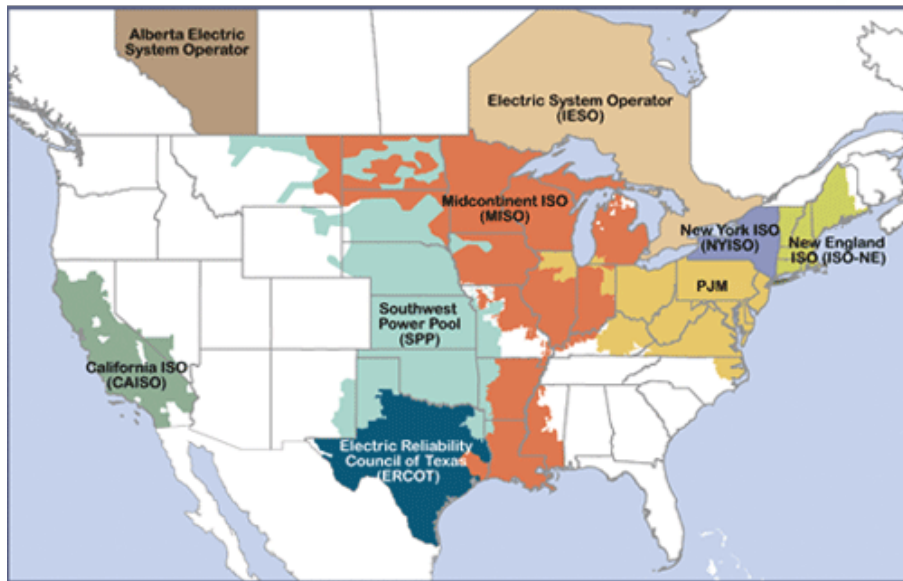 Alberta Electric
System Operator
Electric System Operator
(IESO)
Midcontinent ISO
(MISO)
New York ISO
(NYISO)
New England
ISO (ISO-NE)
PJM
Southwest
Power Pool
(SPP)
California ISO
(CAISO)
Electric Reliability
Council of Texas
(ERCOT)